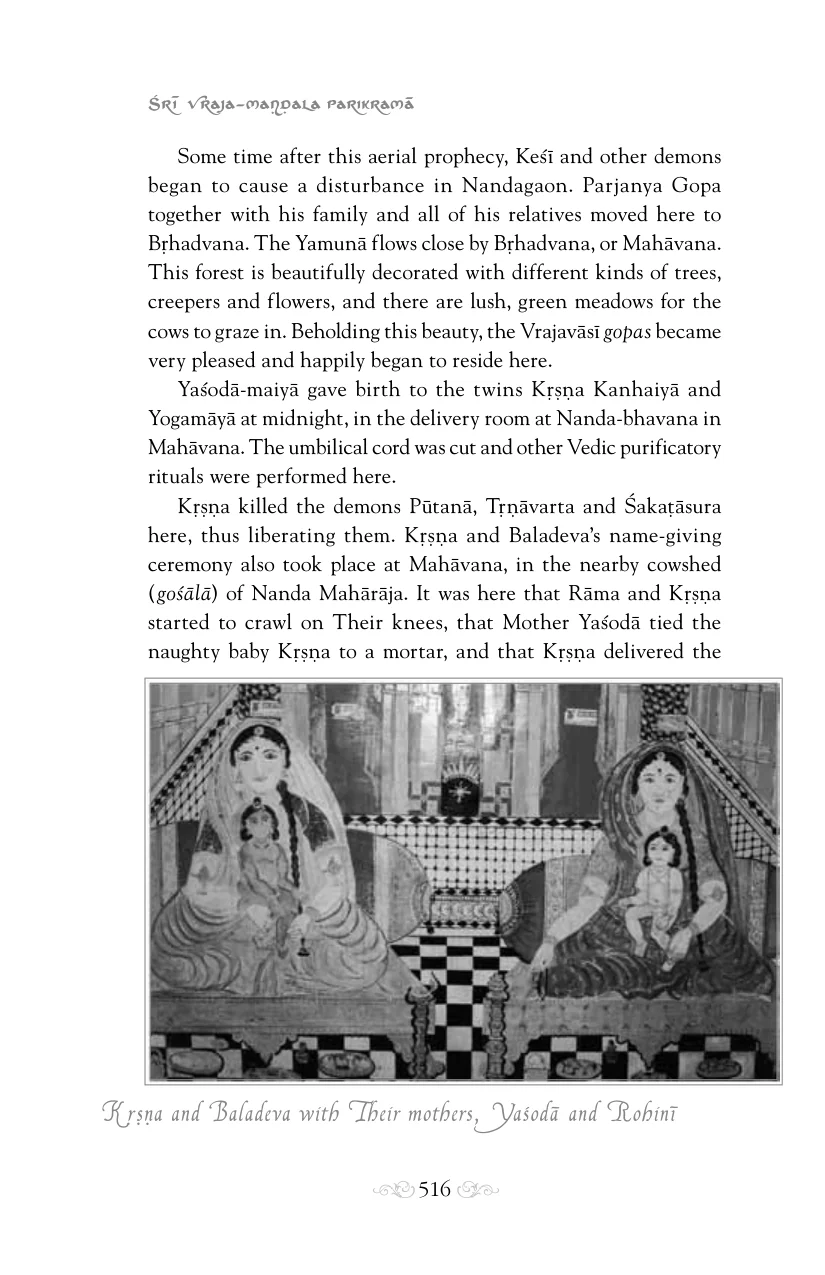 Śrī Vraja-maṇḍala Parikramā
Some time after this aerial prophecy, Keśī and other demons
began to cause a disturbance in Nandagaon. Parjanya Gopa
together with his family and all of his relatives moved here to
Bṛhadvana. The Yamunā flows close by Bṛhadvana, or Mahāvana.
This forest is beautifully decorated with different kinds of trees,
creepers and flowers, and there are lush, green meadows for the
cows to graze in. Beholding this beauty, the Vrajavāsī gopas became
very pleased and happily began to reside here.
Yaśodā-maiyā gave birth to the twins Kṛṣṇa Kanhaiyā and
Yogamāyā at midnight, in the delivery room at Nanda-bhavana in
Mahāvana. The umbilical cord was cut and other Vedic purificatory
rituals were performed here.
Kṛṣṇa killed the demons Pūtanā, Tṛṇāvarta and Śakaṭāsura
here, thus liberating them. Kṛṣṇa and Baladeva’s name-giving
ceremony also took place at Mahāvana, in the nearby cowshed
(gośālā) of Nanda Mahārāja. It was here that Rāma and Kṛṣṇa
started to crawl on Their knees, that Mother Yaśodā tied the
naughty baby Kṛṣṇa to a mortar, and that Kṛṣṇa delivered the
Kṛṣṇa and Baladeva with Their mothers, Yaśodā and Rohinī
516